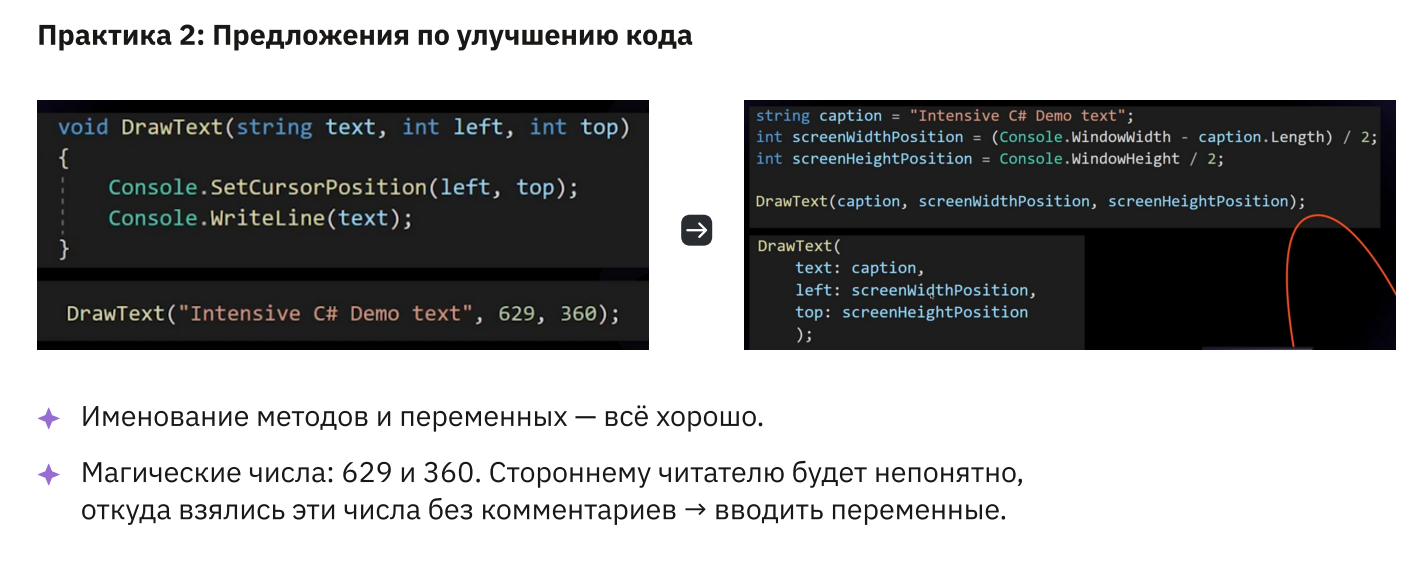 Практика 2: Предложения по улучшению кода
void DrawText(string text, int left, int top)
{
Console.SetCursorPosition(left, top);
Console.WriteLine(text);
}
DrawText("Intensive C# Demo text", 629, 360);
string caption = "Intensive C# Demo text";
int screenWidthPosition = (Console.WindowWidth - caption.Length) / 2;
int screenHeightPosition = Console.WindowHeight / 2;
DrawText(caption, screenWidthPosition, screenHeightPosition);
DrawText(
text: caption,
left: screenWidthPosition,
top: screenHeightPosition
);
Именование методов и переменных — всё хорошо.
Магические числа: 629 и 360. Стороннему читателю будет непонятно,
откуда взялись эти числа без комментариев → вводить переменные.